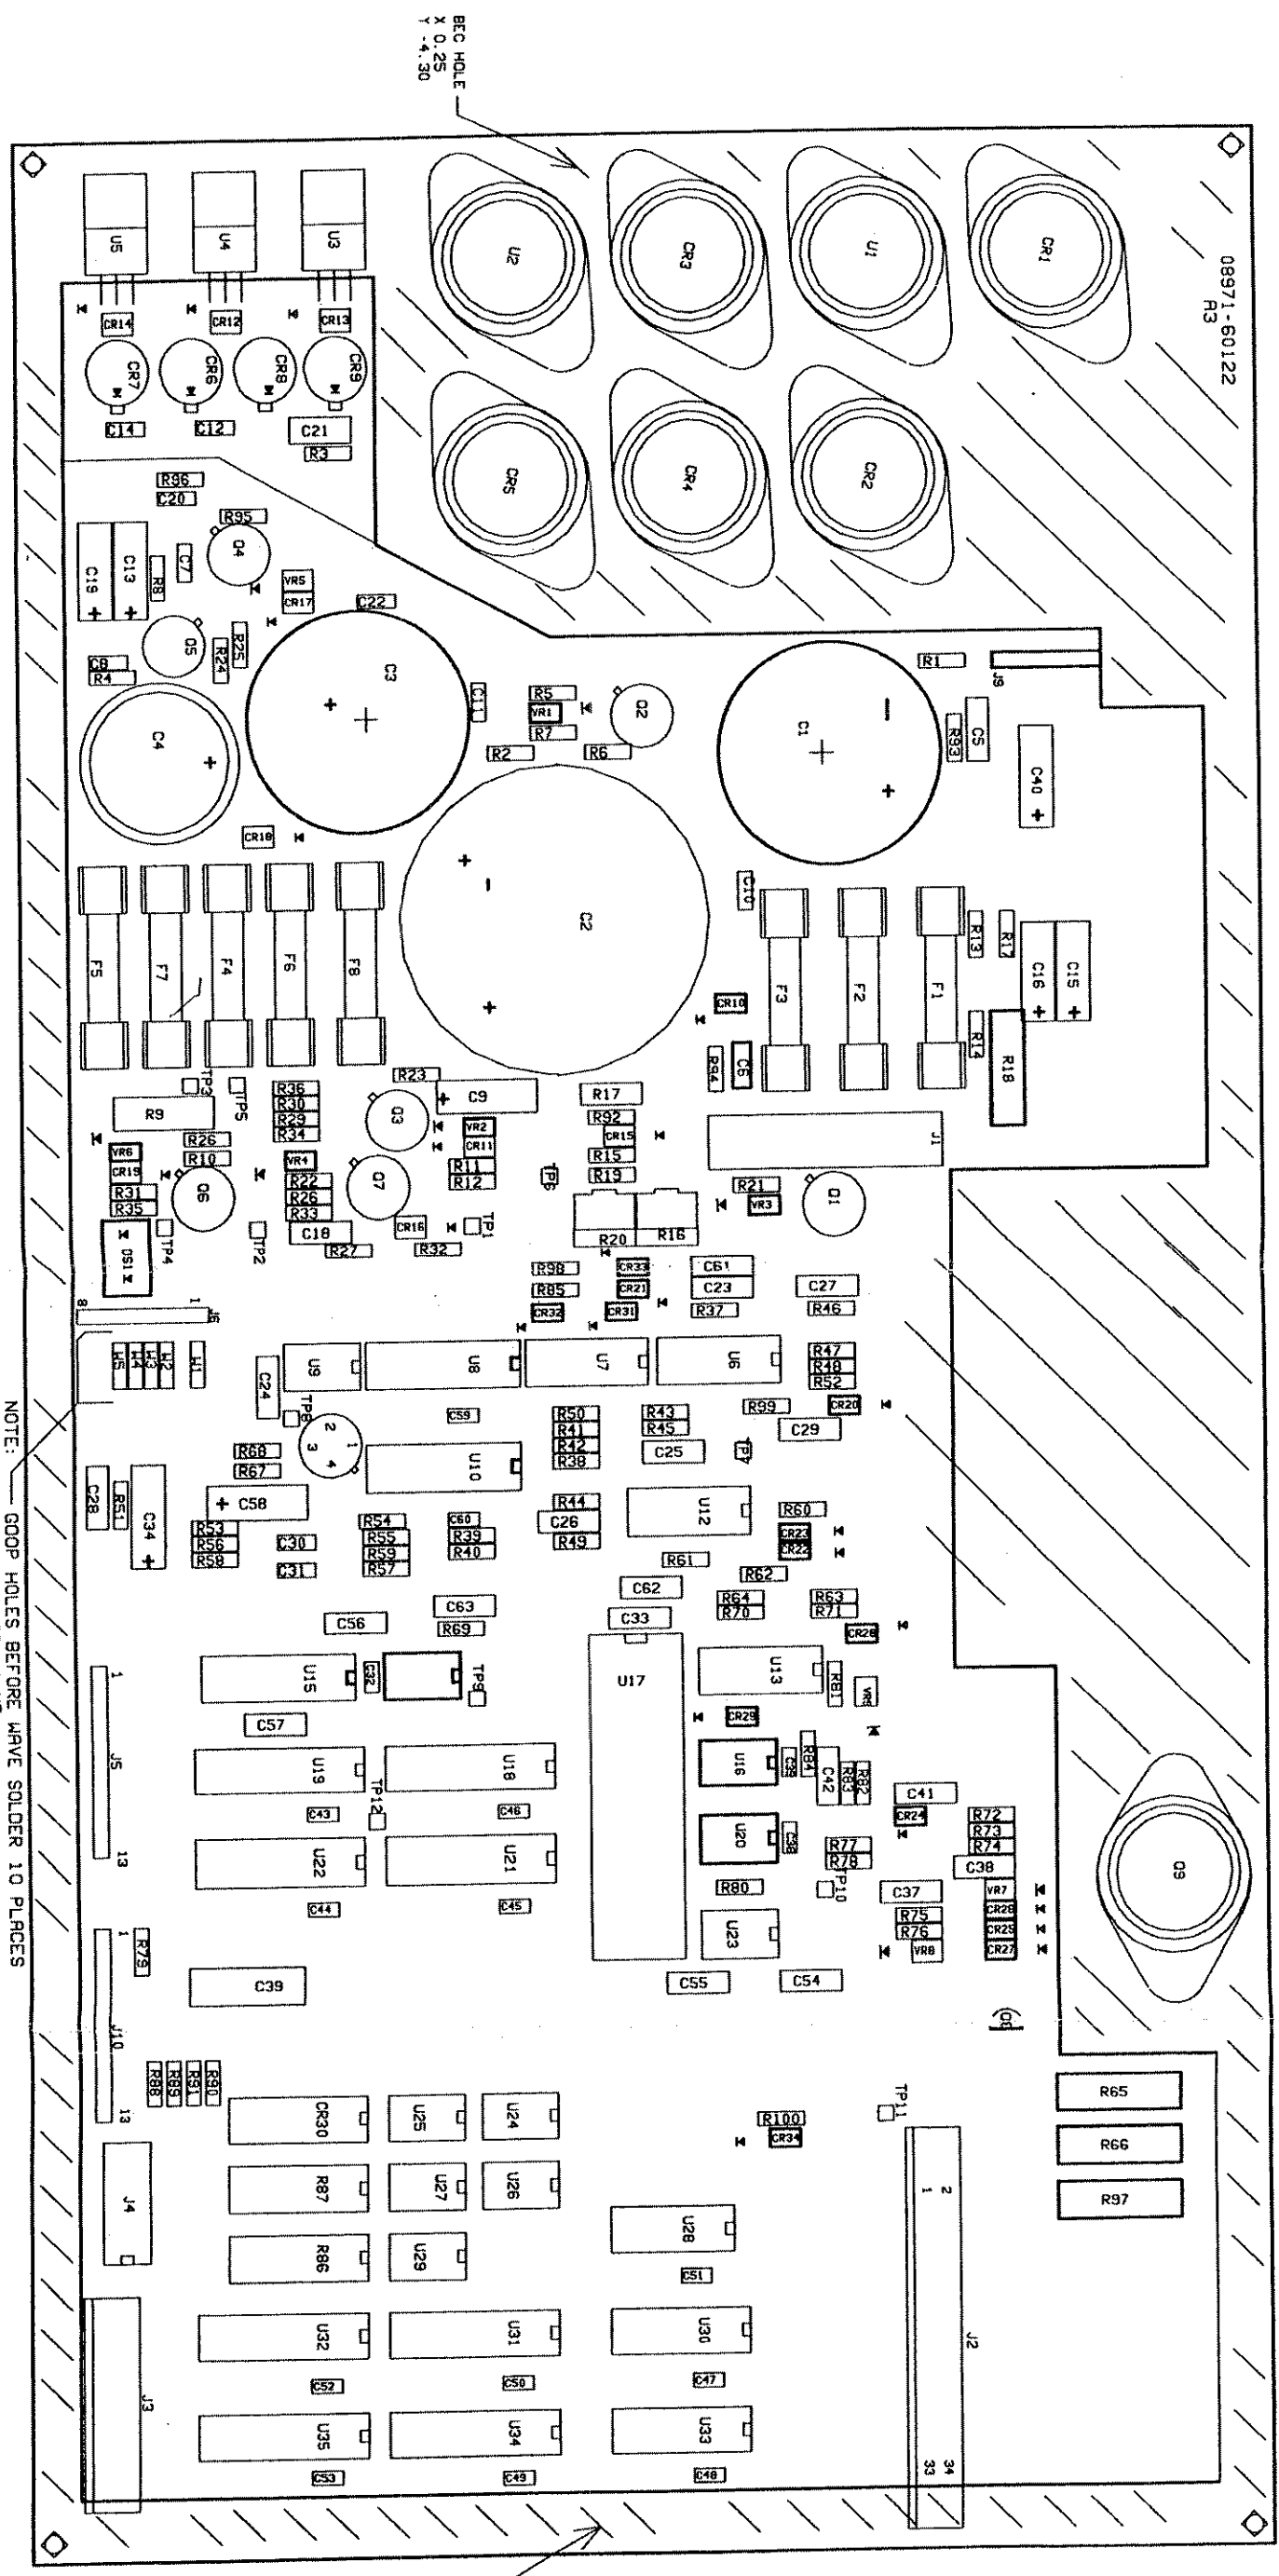 BEC HOLE
X 0.25
Y -4.30
08971-60122
A3
CR1
U1
CR3
U2
U3
U4
U5
CR13
CR12
CR14
CR9
CR8
CR6
CR7
C21
C12
C14
R3
CR2
CR4
CR5
R96
C20
R95
Q4
C7
R8
C13
C19
VR5
CR17
C22
Q5
R25
R24
C8
R4
C3
C11
R5
VR1
R7
Q2
R2
R6
C1
R1
J9
R93
C5
C40
C4
CR18
C2
C10
F5
F7
F4
F6
F8
F3
F2
F1
R13
R17
C16
C15
CR10
R14
R18
R94
C6
TP3
TP5
R36
R30
R29
R34
R23
Q3
C9
R17
R92
CR15
R15
R19
J1
R9
R26
R10
VR6
CR19
R31
R35
VR4
R22
R26
R33
C18
R27
Q7
VR2
CR11
R11
R12
TP6
CR16
R32
TP1
R21
VR3
Q1
Q6
DS1
TP4
TP2
R20
R16
R98
R85
CR32
CR33
CR21
CR31
C61
C23
R37
C27
R46
8
1
J6
W5
W4
W3
W2
W1
C24
U9
U8
U7
U6
R47
R48
R52
TP8
C59
R50
R41
R42
R38
R43
R45
C25
R99
CR20
C29
R68
R67
2
3
1
4
U10
C28
R51
C34
C58
R53
R56
R58
C30
C31
R54
R55
R59
R57
C60
R39
R40
R44
C26
R49
U12
R60
CR23
CR22
R61
R62
C62
C33
R64
R70
R63
R71
C56
C63
R69
CR28
U15
C32
TP9
U17
U13
R81
CR29
C57
1
J5
13
U19
U18
U16
R84
C42
R83
R82
C41
CR24
R72
R73
R74
C43
TP12
C46
U22
U21
U20
R77
R78
TP10
C38
C44
C45
R80
C37
VR7
R75
R76
VR8
CR25
CR27
U23
Q9
1
R79
J10
13
C39
C55
C54
R88
R89
R91
R90
CR30
U25
U24
R100
CR34
TP11
R65
R66
R97
J4
R87
U27
U26
1
2
R86
U29
U28
C51
J3
U32
U31
U30
J2
C52
C50
C47
U35
U34
U33
33
34
C53
C49
C48
NOTE: GOOP HOLES BEFORE WAVE SOLDER 10 PLACES